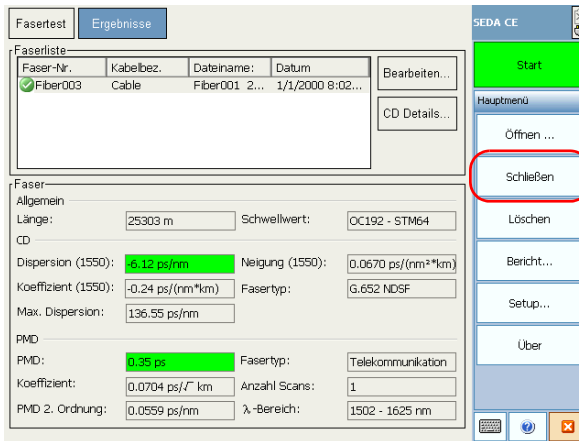 Fasertest Ergebnisse SEDA CE
Faserliste
Faser-Nr. Kabelbez. Dateiname: Datum
Fiber003 Cable Fiber001 2... 1/1/2000 8:02...
Bearbeiten...
CD Details...
Faser
Allgemein
Länge: 25303 m Schwellwert: OC192 - STM64
CD
Dispersion (1550): -6.12 ps/nm Neigung (1550): 0.0670 ps/(nm²*km)
Koeffizient (1550): -0.24 ps/(nm*km) Fasertyp: G.652 NDSF
Max. Dispersion: 136.55 ps/nm
PMD
PMD: 0.35 ps Fasertyp: Telekommunikation
Koeffizient: 0.0704 ps/√ km Anzahl Scans: 1
PMD 2. Ordnung: 0.0559 ps/nm λ-Bereich: 1502 - 1625 nm
Start
Hauptmenü
Öffnen ...
Schließen
Löschen
Bericht...
Setup...
Über